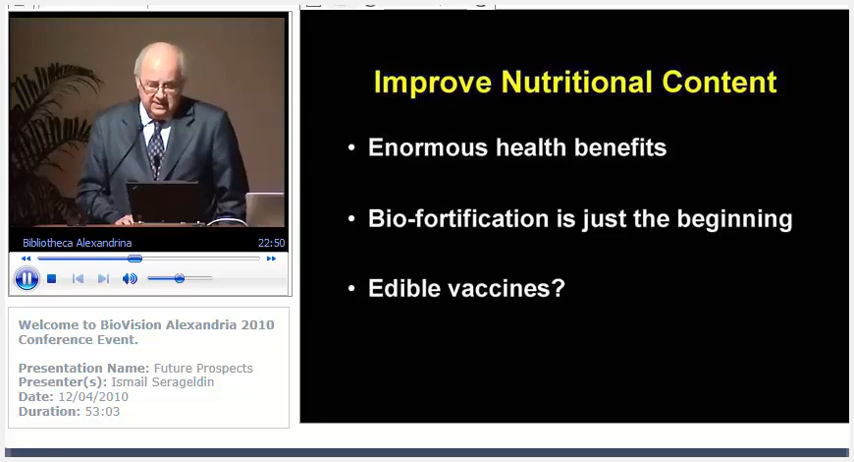 Improve Nutritional Content
• Enormous health benefits
• Bio-fortification is just the beginning
• Edible vaccines?
Bibliotheca Alexandrina 22:50
Welcome to BioVision Alexandria 2010
Conference Event.
Presentation Name: Future Prospects
Presenter(s): Ismail Serageldin
Date: 12/04/2010
Duration: 53:03